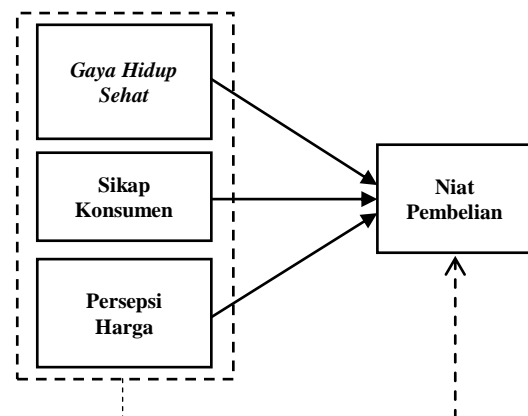 Gaya Hidup
Sehat
Sikap
Konsumen
Niat
Pembelian
Persepsi
Harga